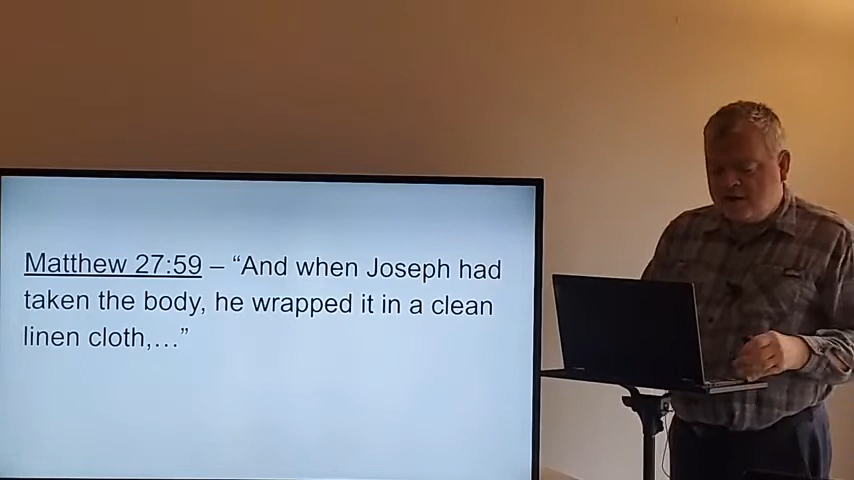 Matthew 27:59 – “And when Joseph had
taken the body, he wrapped it in a clean
linen cloth,…”